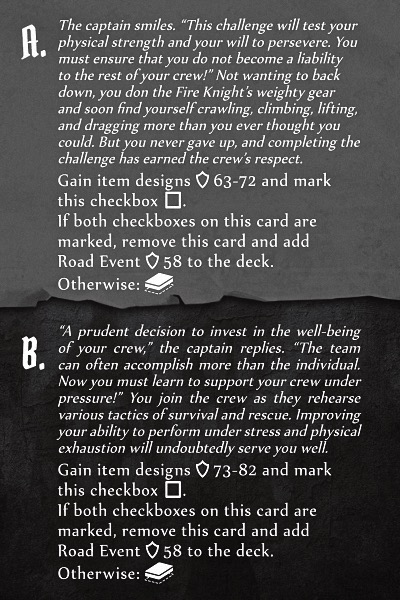 A.
The captain smiles. “This challenge will test your
physical strength and your will to persevere. You
must ensure that you do not become a liability
to the rest of your crew!” Not wanting to back
down, you don the Fire Knight’s weighty gear
and soon find yourself crawling, climbing, lifting,
and dragging more than you ever thought you
could. But you never gave up, and completing the
challenge has earned the crew’s respect.
Gain item designs 63-72 and mark
this checkbox .
If both checkboxes on this card are
marked, remove this card and add
Road Event 58 to the deck.
Otherwise:
B.
“A prudent decision to invest in the well-being
of your crew,” the captain replies. “The team
can often accomplish more than the individual.
Now you must learn to support your crew under
pressure!” You join the crew as they rehearse
various tactics of survival and rescue. Improving
your ability to perform under stress and physical
exhaustion will undoubtedly serve you well.
Gain item designs 73-82 and mark
this checkbox .
If both checkboxes on this card are
marked, remove this card and add
Road Event 58 to the deck.
Otherwise: